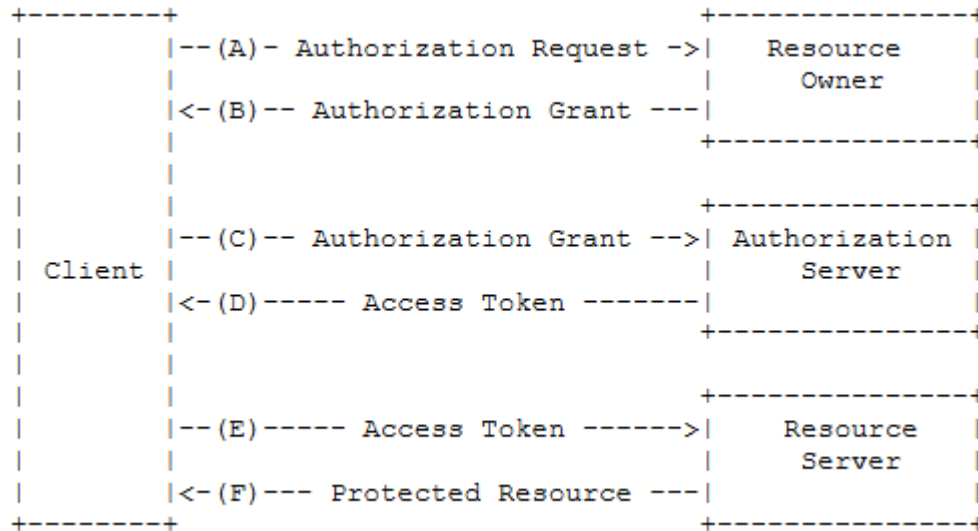 +--------+                               +---------------+
|        |--(A)- Authorization Request ->|   Resource    |
|        |                               |     Owner     |
|        |<-(B)-- Authorization Grant ---|               |
|        |                               +---------------+
|        |
|        |                               +---------------+
|        |--(C)-- Authorization Grant -->| Authorization |
| Client |                               |     Server    |
|        |<-(D)----- Access Token -------|               |
|        |                               +---------------+
|        |
|        |                               +---------------+
|        |--(E)----- Access Token ------>|    Resource   |
|        |                               |     Server    |
|        |<-(F)--- Protected Resource ---|               |
+--------+                               +---------------+